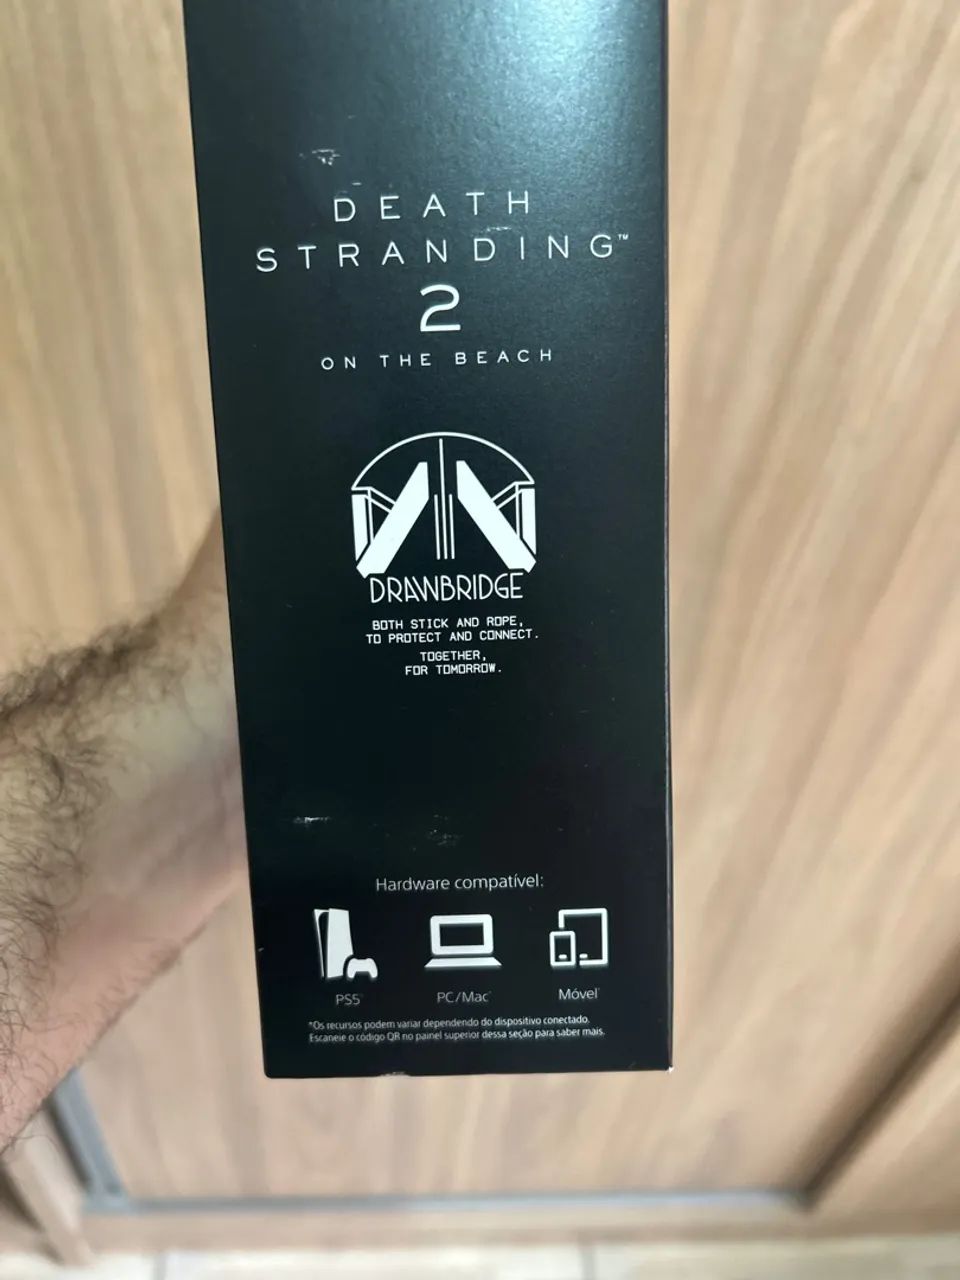 DEATH
STRANDING™
2
ON THE BEACH
DRAWBRIDGE
BOTH STICK AND ROPE,
TO PROTECT AND CONNECT.
TOGETHER,
FOR TOMORROW.
Hardware compatível:
PS5* PC/Mac* Móvel*
*Os recursos podem variar dependendo do dispositivo conectado.
Escaneie o código QR no painel superior dessa seção para saber mais.